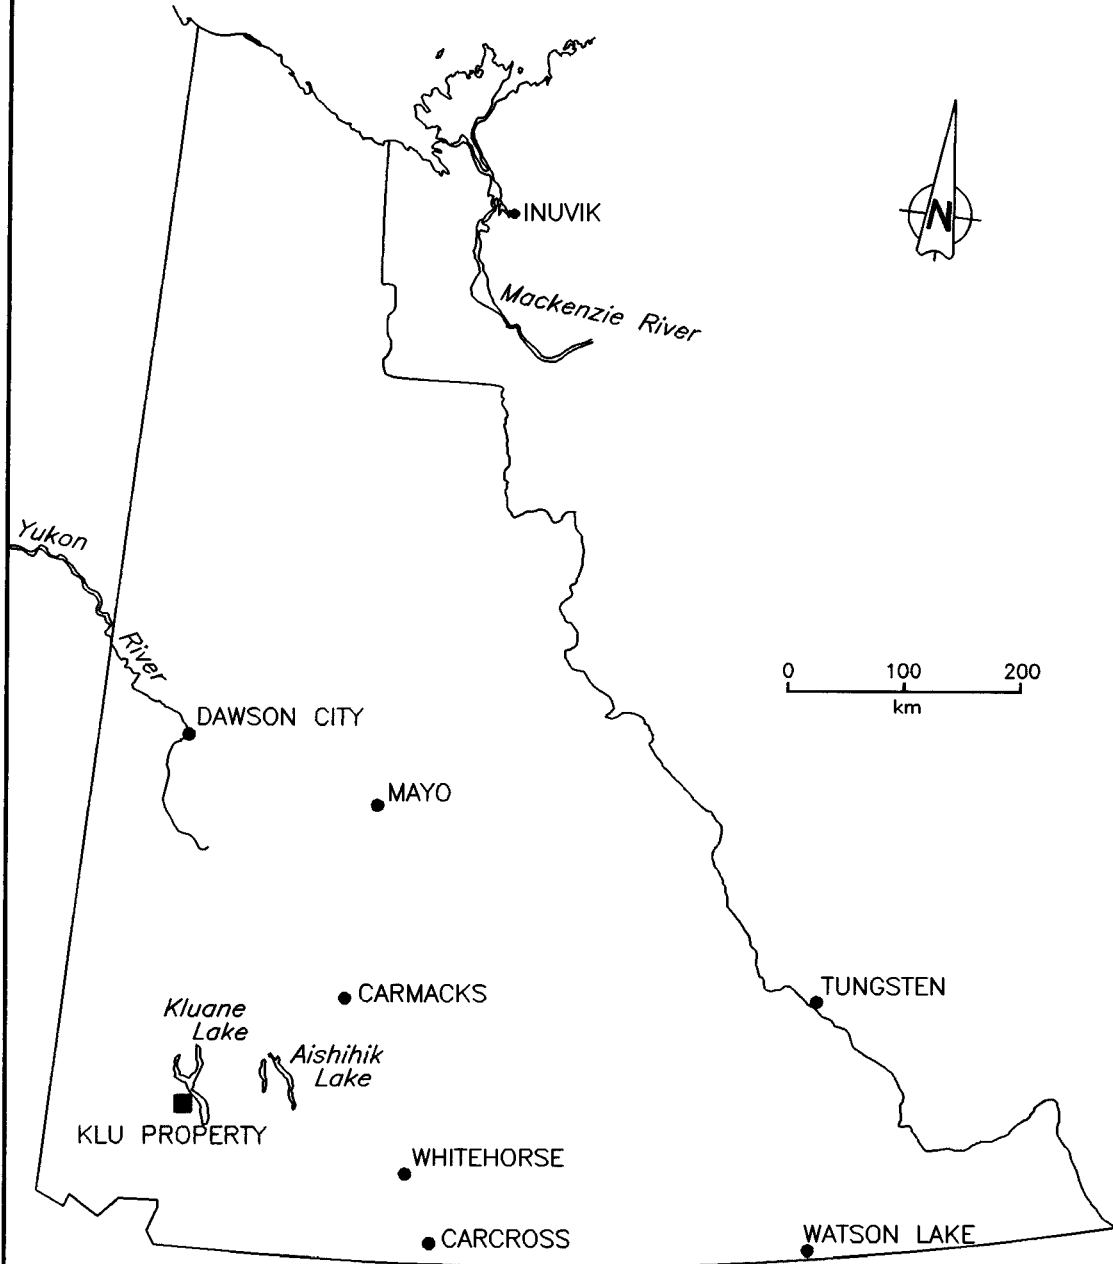 INUVIK
N
Mackenzie River
Yukon
River
0 100 200
km
DAWSON CITY
MAYO
TUNGSTEN
CARMACKS
Kluane
Lake
Aishihik
Lake
KLU PROPERTY
WHITEHORSE
CARCROSS
WATSON LAKE